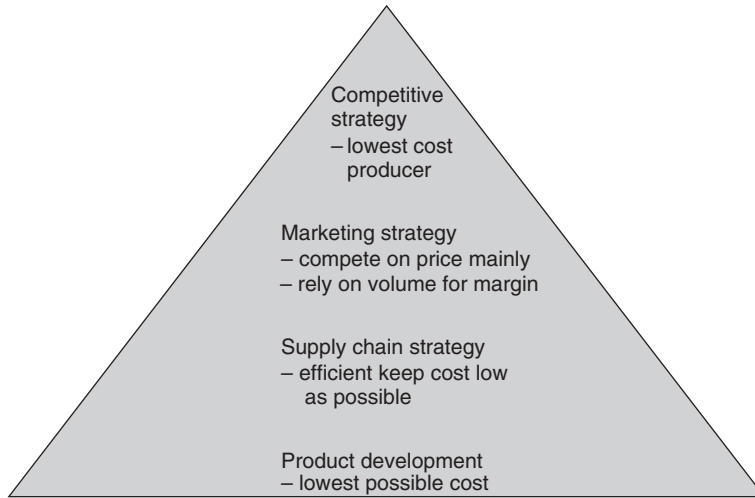 Competitive
strategy
– lowest cost
producer
Marketing strategy
– compete on price mainly
– rely on volume for margin
Supply chain strategy
– efficient keep cost low
as possible
Product development
– lowest possible cost